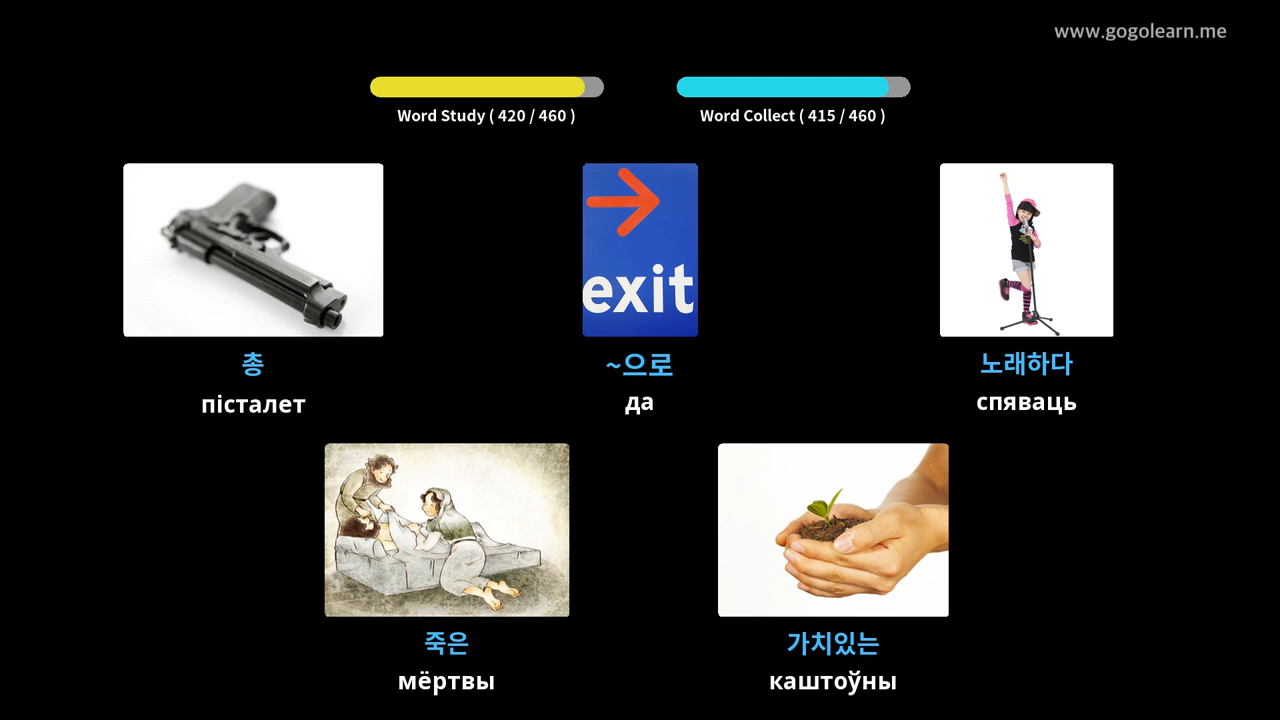 www.gogolearn.me
Word Study ( 420 / 460 )
Word Collect ( 415 / 460 )
exit
총
~으로
노래하다
пісталет
да
спяваць
죽은
가치있는
мёртвы
каштоўны